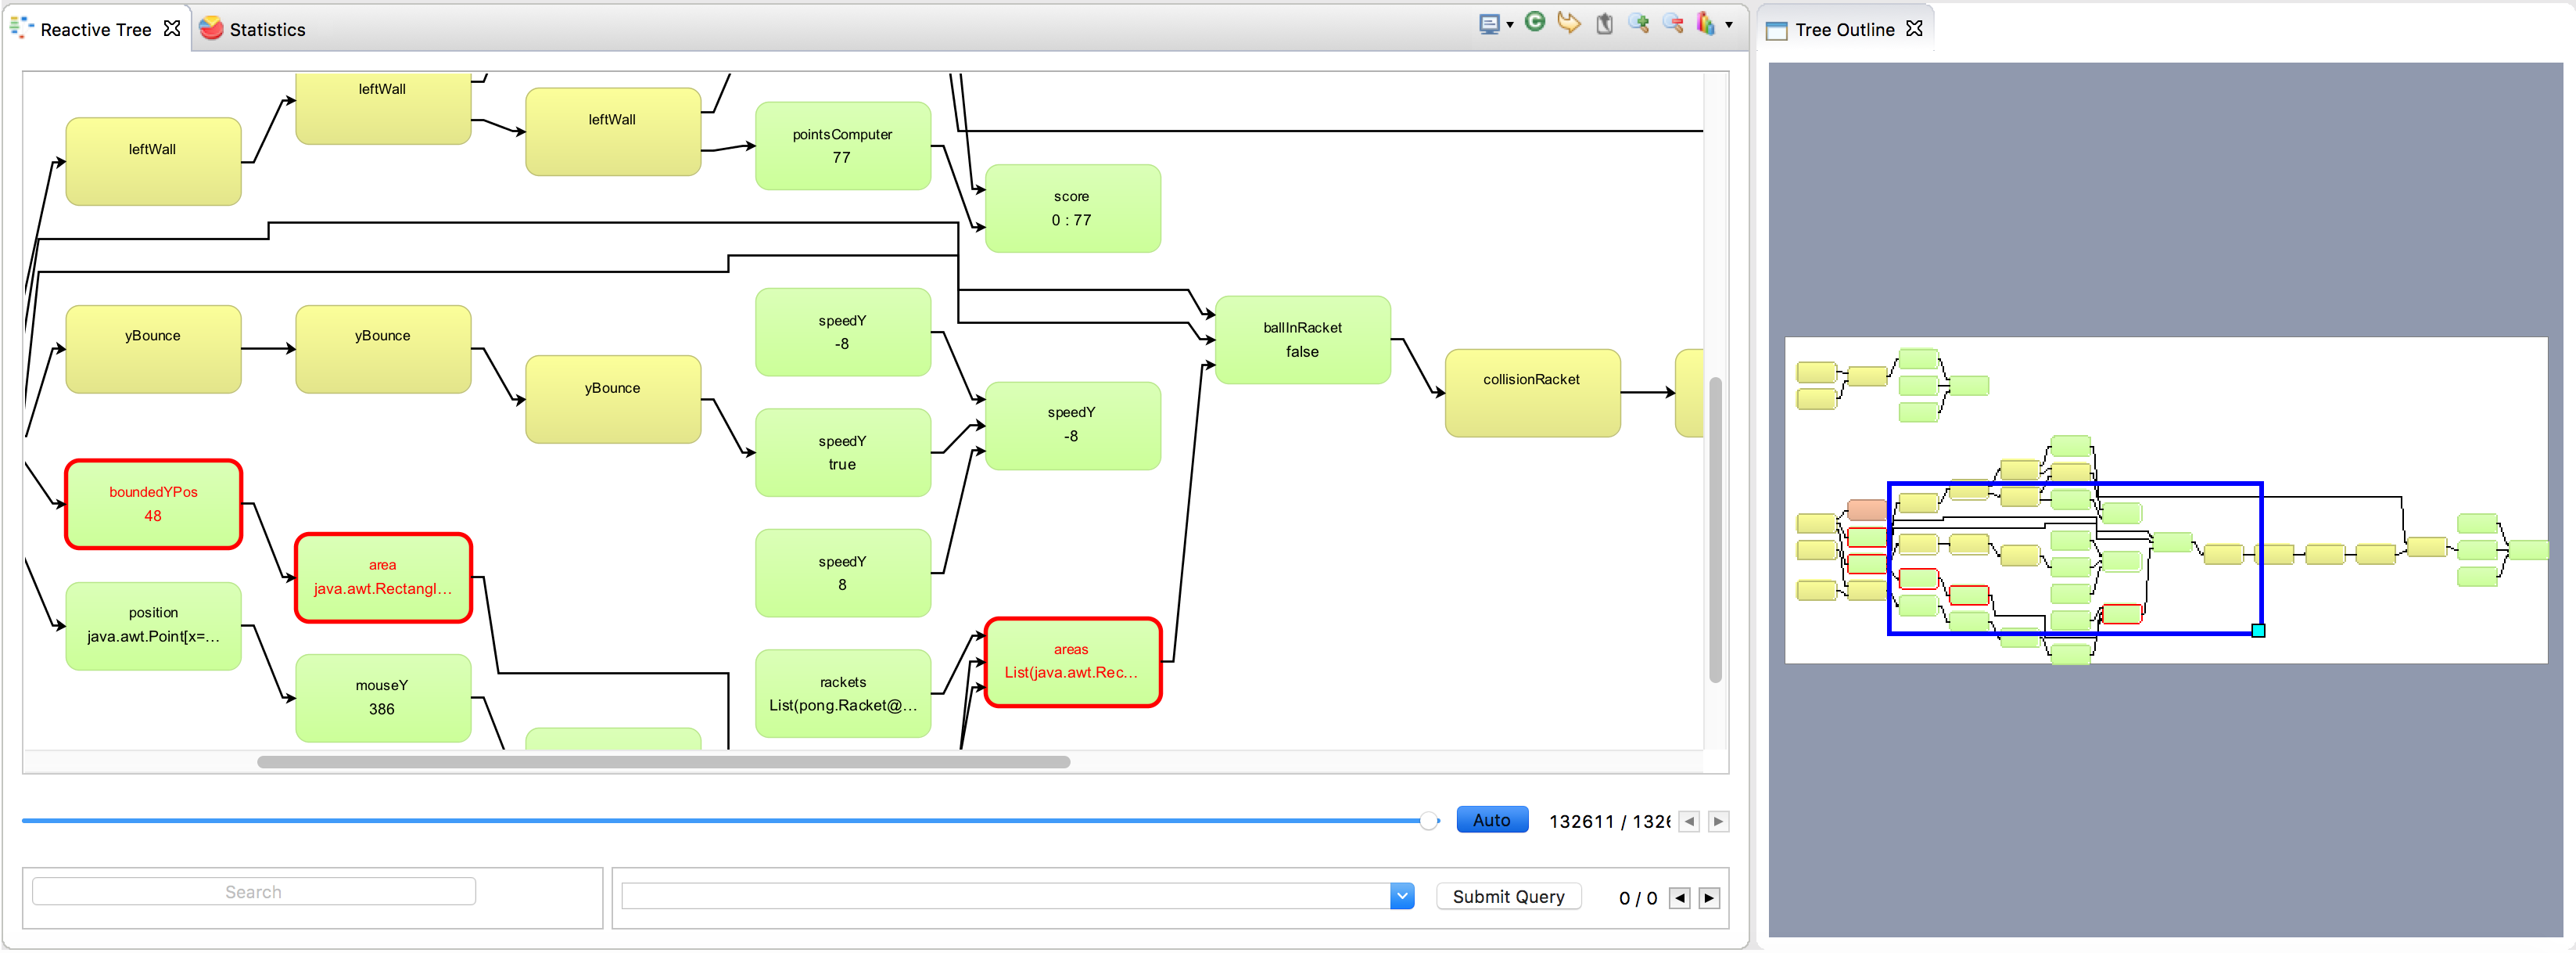 Reactive Tree
Statistics
Tree Outline
leftWall
leftWall
leftWall
pointsComputer
77
score
0 : 77
yBounce
yBounce
yBounce
speedY
-8
speedY
true
speedY
8
speedY
-8
ballInRacket
false
collisionRacket
boundedYPos
48
area
java.awt.Rectangl...
position
java.awt.Point[x=...
mouseY
386
rackets
List(pong.Racket@...
areas
List(java.awt.Rec...
Auto
132611 / 132
Search
Submit Query
0 / 0